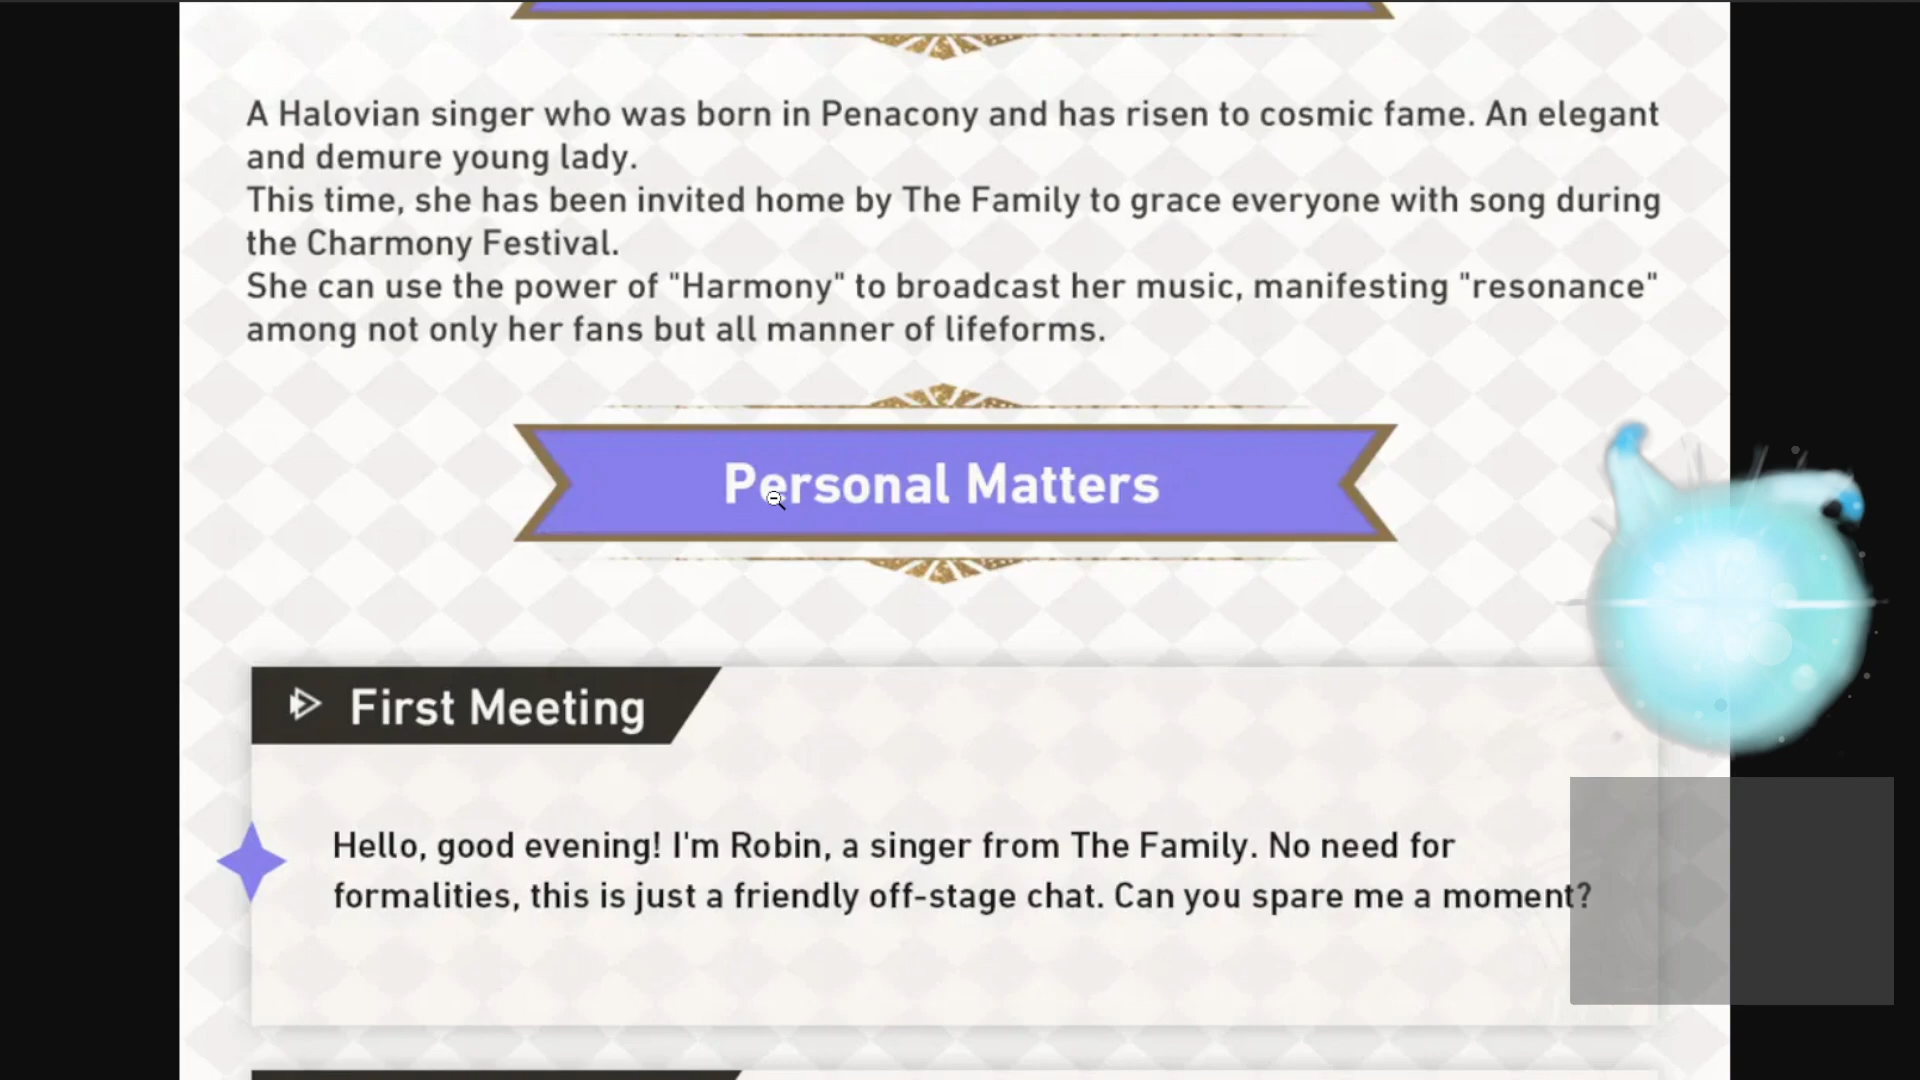 A Halovian singer who was born in Penacony and has risen to cosmic fame. An elegant
and demure young lady.
This time, she has been invited home by The Family to grace everyone with song during
the Charmony Festival.
She can use the power of "Harmony" to broadcast her music, manifesting "resonance"
among not only her fans but all manner of lifeforms.
Personal Matters
First Meeting
Hello, good evening! I'm Robin, a singer from The Family. No need for
formalities, this is just a friendly off-stage chat. Can you spare me a moment?